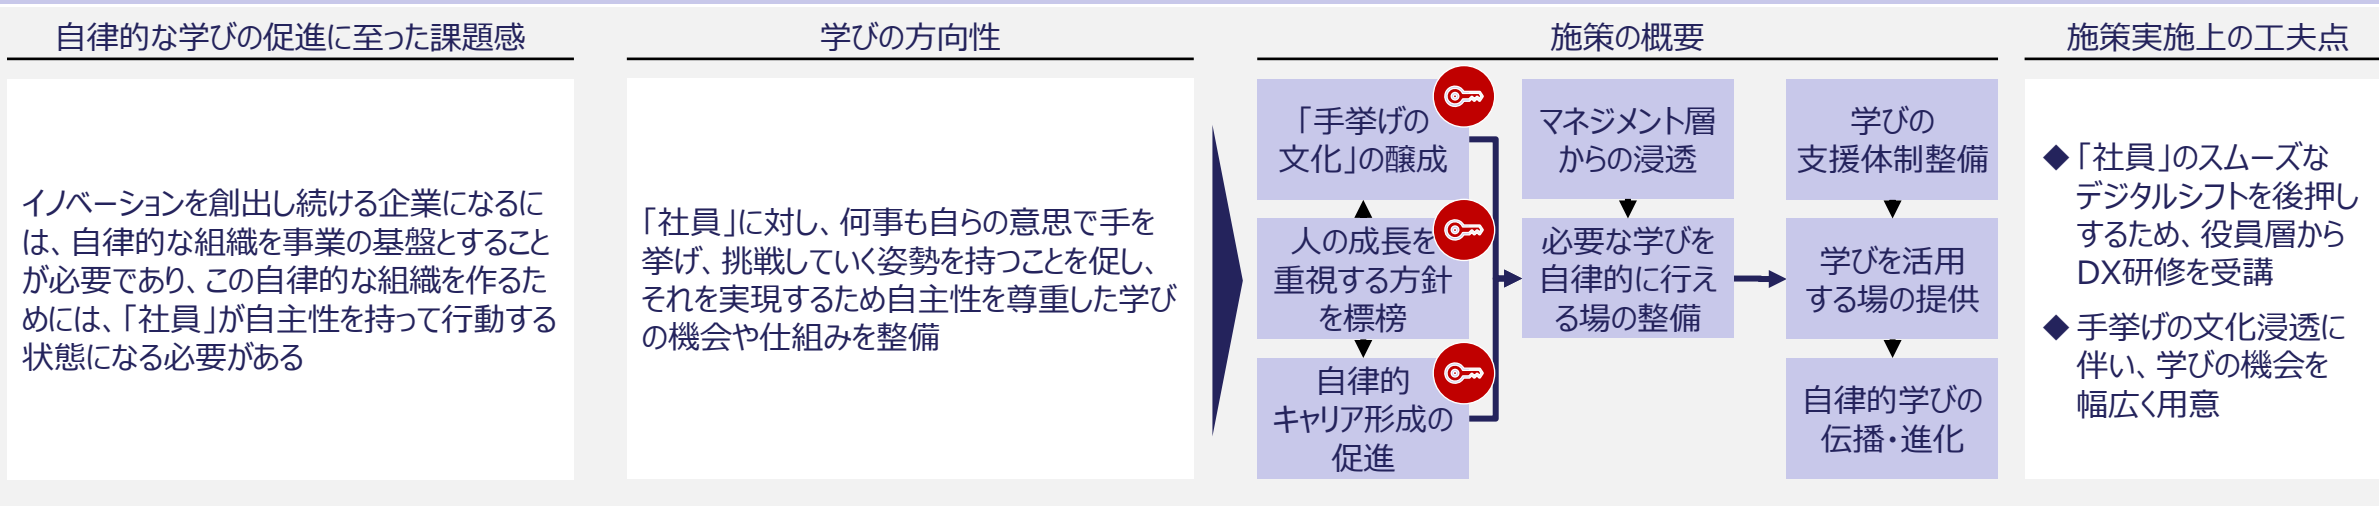 自律的な学びの促進に至った課題感
イノベーションを創出し続ける企業になるに
は、自律的な組織を事業の基盤とすること
が必要であり、この自律的な組織を作るた
めには、「社員」が自主性を持って行動する
状態になる必要がある
学びの方向性
「社員」に対し、何事も自らの意思で手を
挙げ、挑戦していく姿勢を持つことを促し、
それを実現するため自主性を尊重した学び
の機会や仕組みを整備
施策の概要
「手挙げの
文化」の醸成
人の成長を
重視する方針
を標榜
自律的
キャリア形成の
促進
マネジメント層
からの浸透
必要な学びを
自律的に行え
る場の整備
学びの
支援体制整備
学びを活用
する場の提供
自律的学びの
伝播・進化
施策実施上の工夫点
◆「社員」のスムーズな
デジタルシフトを後押し
するため、役員層から
DX研修を受講
◆手挙げの文化浸透に
伴い、学びの機会を
幅広く用意